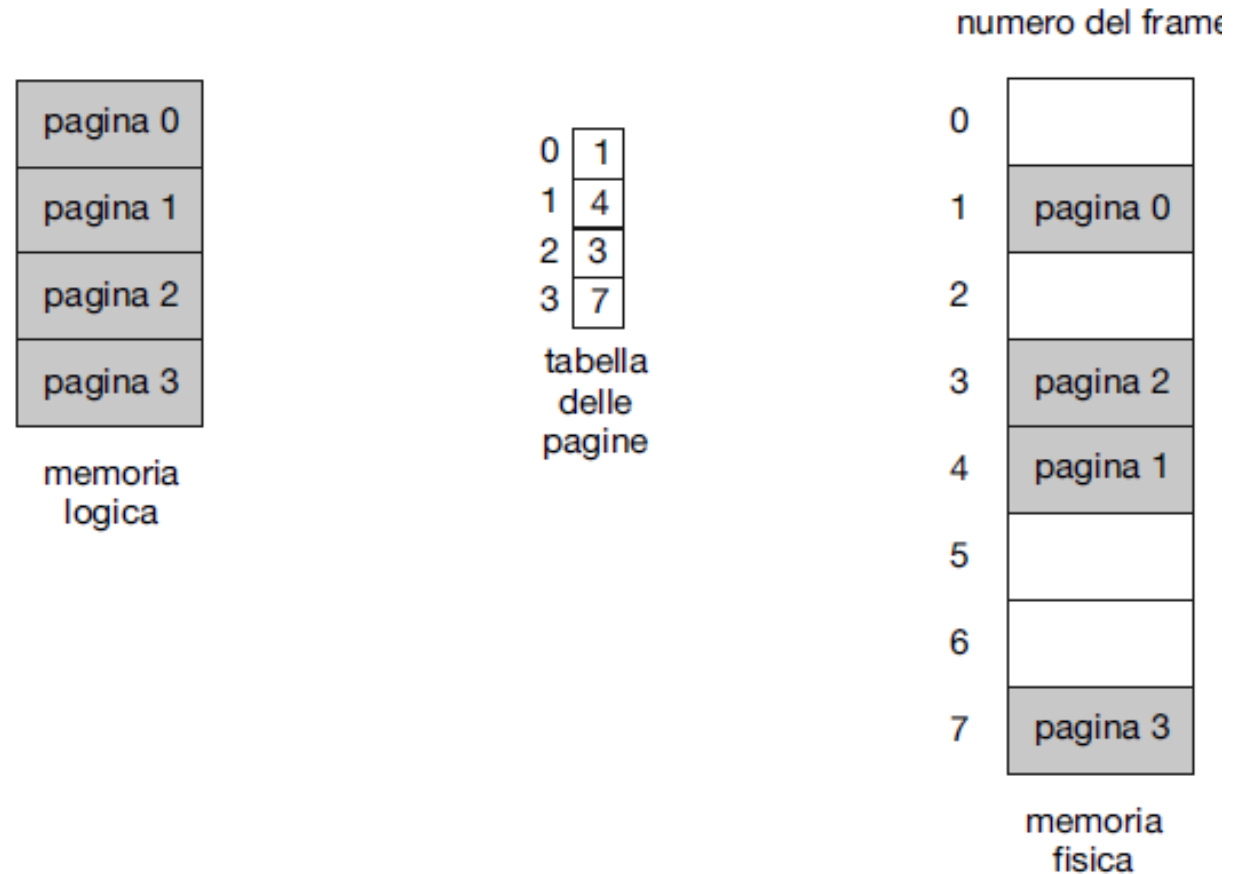 numero del frame
pagina 0
pagina 1
pagina 2
pagina 3
memoria
logica
0 1
1 4
2 3
3 7
tabella
delle
pagine
0
1 pagina 0
2
3 pagina 2
4 pagina 1
5
6
7 pagina 3
memoria
fisica